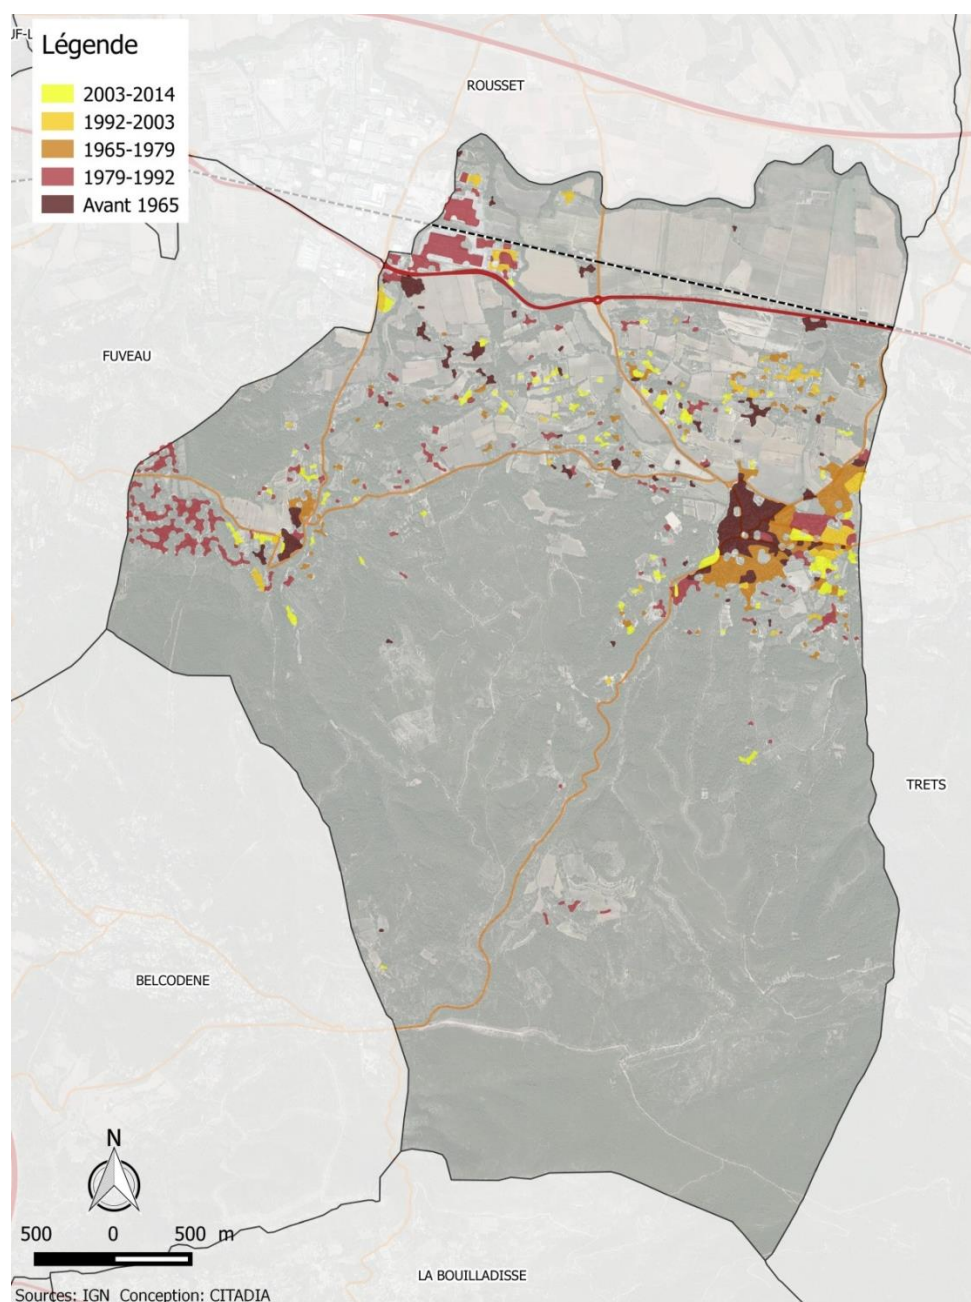 Légende
2003-2014
1992-2003
1965-1979
1979-1992
Avant 1965
ROUSSET
FUVEAU
TRETS
BELCODENE
N
500 0 500 m
LA BOUILLADISSE
Sources: IGN Conception: CITADIA